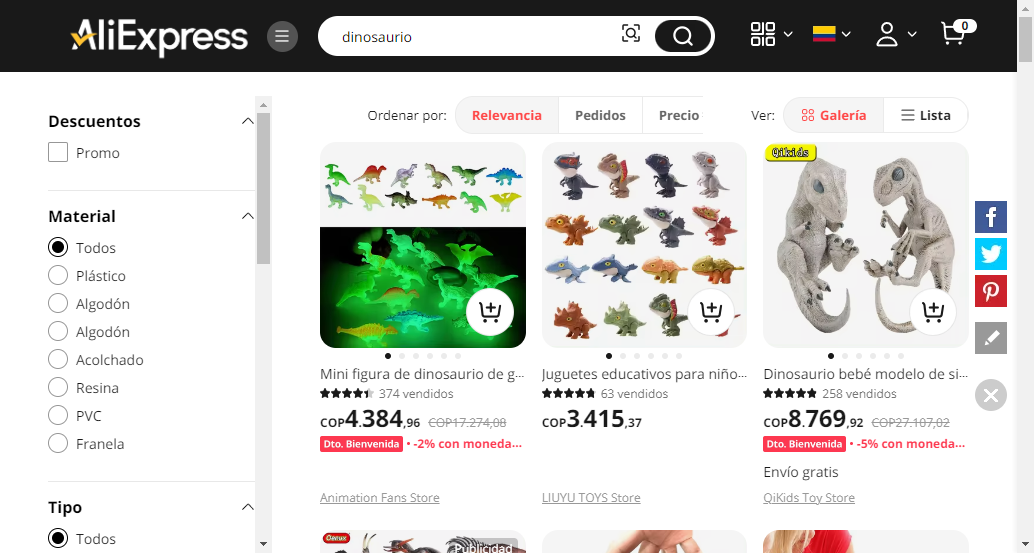 AliExpress
dinosaurio
0
Descuentos
Promo
Material
Todos
Plástico
Algodón
Algodón
Acolchado
Resina
PVC
Franela
Tipo
Todos
Ordenar por:
Relevancia
Pedidos
Precio
Ver:
Galería
Lista
Mini figura de dinosaurio de g...
374 vendidos
COP4.384,96 COP17.274,08
Dto. Bienvenida • -2% con moneda...
Animation Fans Store
Juguetes educativos para niño...
63 vendidos
COP3.415,37
LIUYU TOYS Store
Qikids
Dinosaurio bebé modelo de si...
258 vendidos
COP8.769,92 COP27.107,02
Dto. Bienvenida • -5% con moneda...
Envío gratis
QiKids Toy Store
Oenux
Publicidad